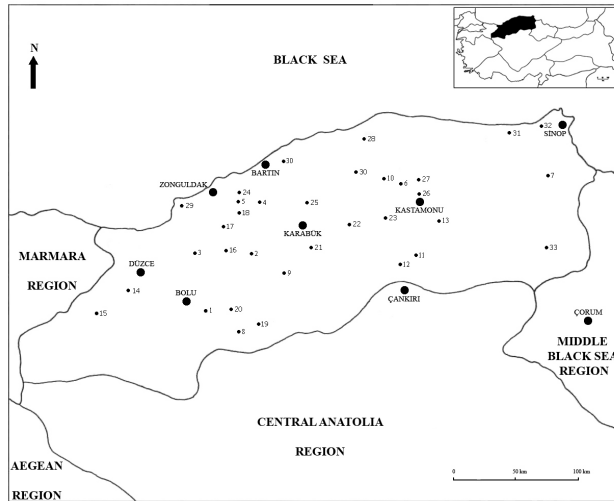 N
BLACK SEA
32
SİNOP
31
28
30
BARTIN
30
10
27
6
7
ZONGULDAK
24
26
5
4
25
KASTAMONU
29
18
23
13
17
22
KARABÜK
MARMARA
REGION
16
21
3
2
11
33
12
DÜZCE
9
14
BOLU
ÇANKIRI
1
20
15
19
8
ÇORUM
MIDDLE
BLACK SEA
REGION
CENTRAL ANATOLIA
REGION
AEGEAN
REGION
0 50 km 100 km